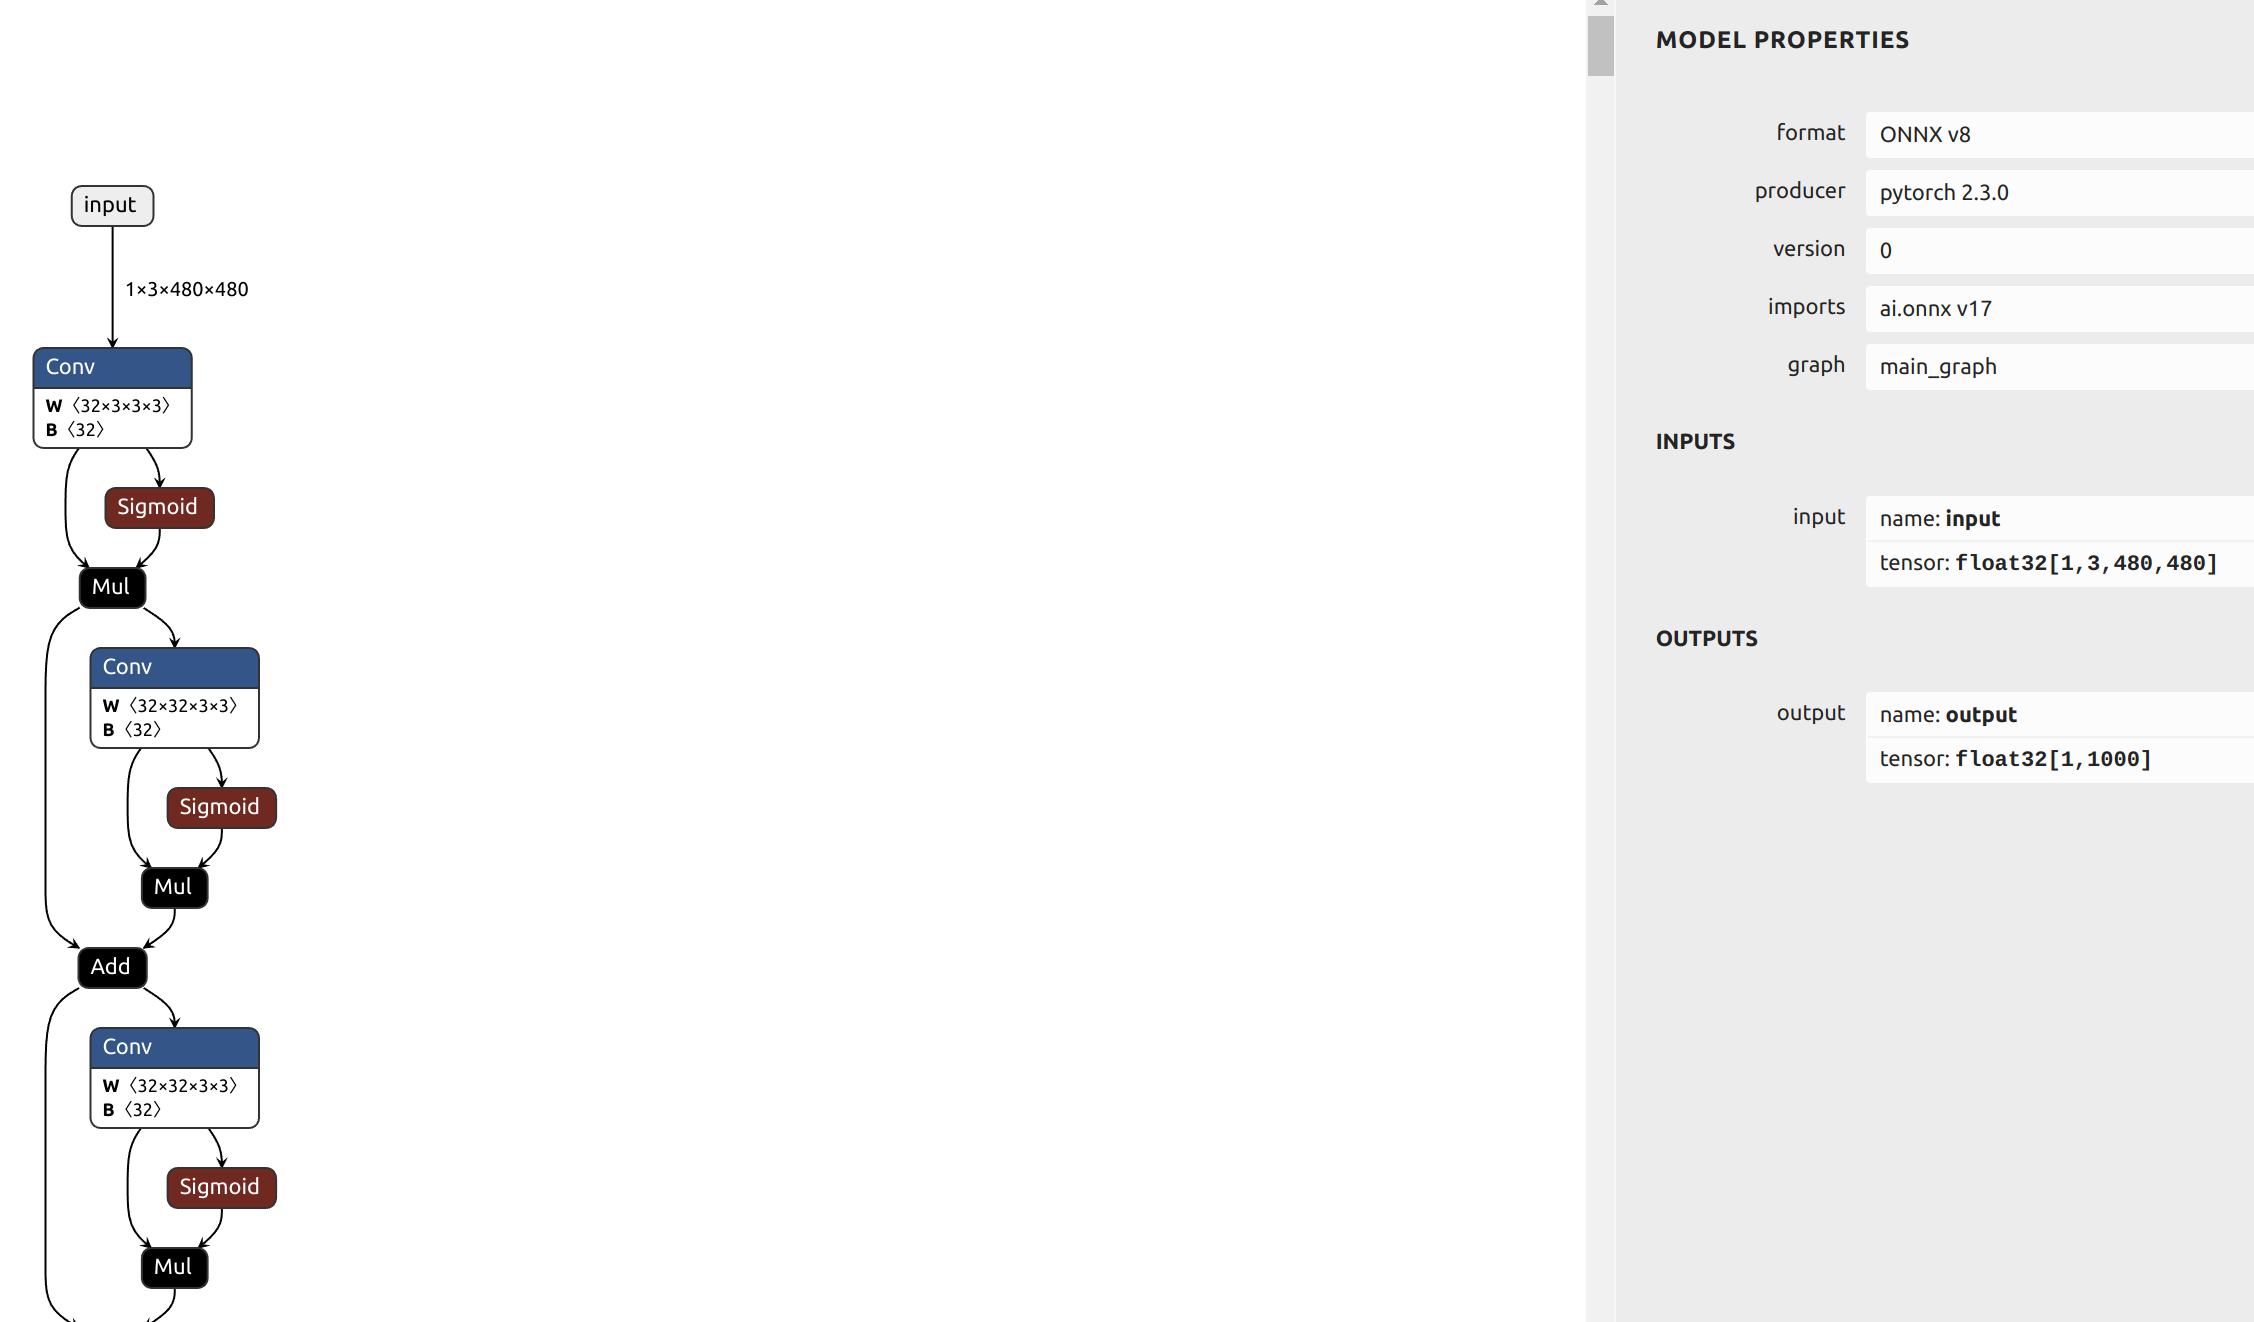 input
1×3×480×480
Conv
W 〈32×3×3×3〉
B 〈32〉
Sigmoid
Mul
Conv
W 〈32×32×3×3〉
B 〈32〉
Sigmoid
Mul
Add
Conv
W 〈32×32×3×3〉
B 〈32〉
Sigmoid
Mul
MODEL PROPERTIES
format ONNX v8
producer pytorch 2.3.0
version 0
imports ai.onnx v17
graph main_graph
INPUTS
input name: input
tensor: float32[1,3,480,480]
OUTPUTS
output name: output
tensor: float32[1,1000]